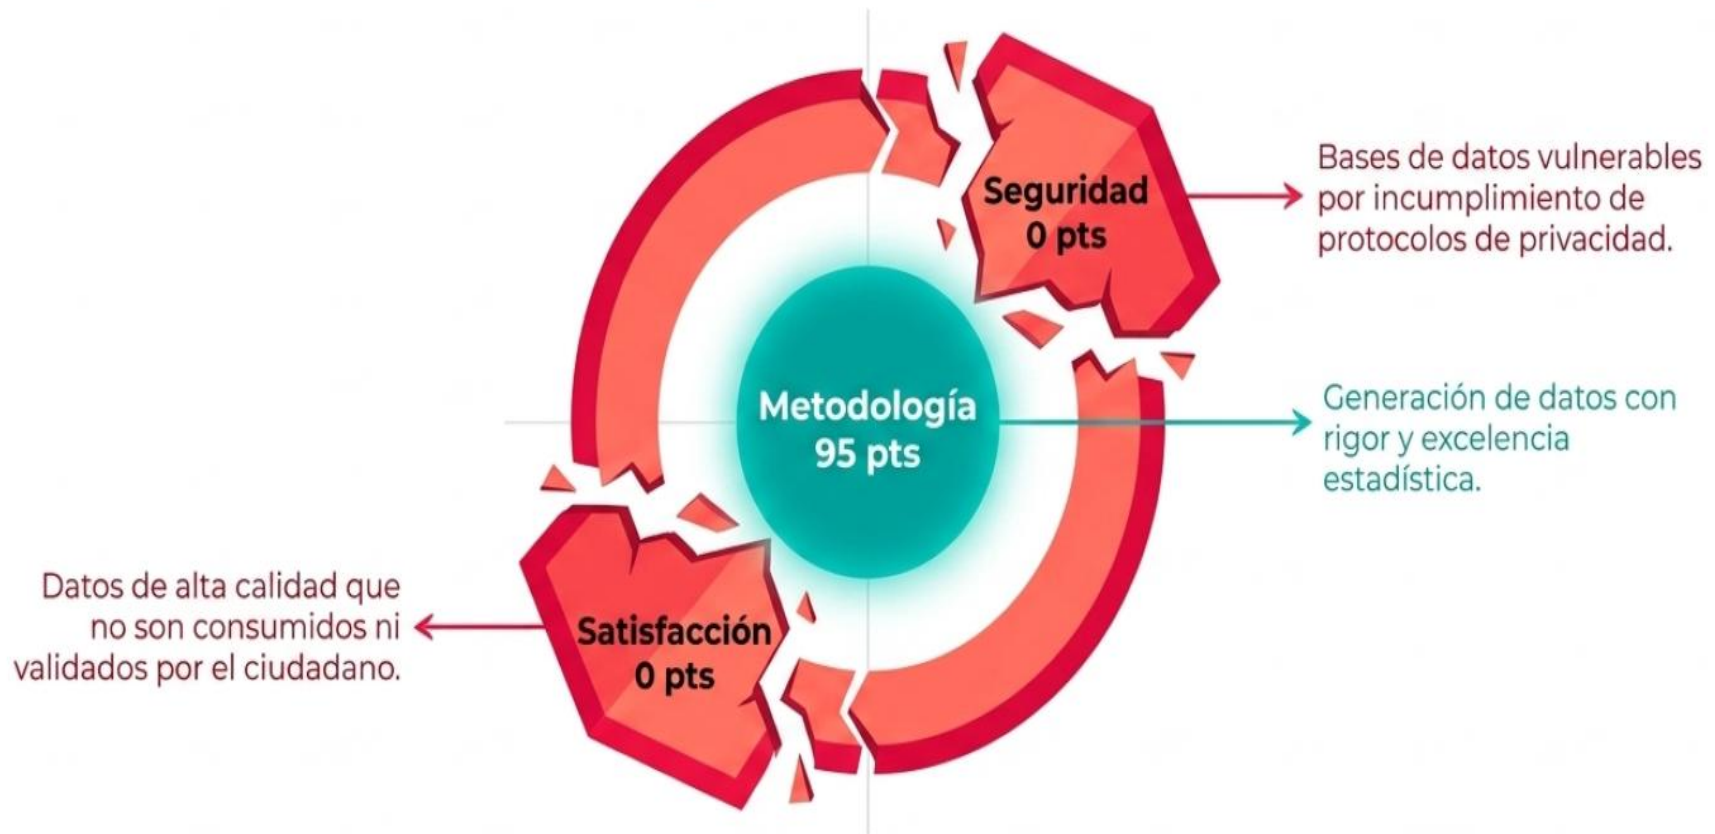 Seguridad
0 pts
Bases de datos vulnerables
por incumplimiento de
protocolos de privacidad.
Metodología
95 pts
Generación de datos con
rigor y excelencia
estadística.
Datos de alta calidad que
no son consumidos ni
validados por el ciudadano.
Satisfacción
0 pts